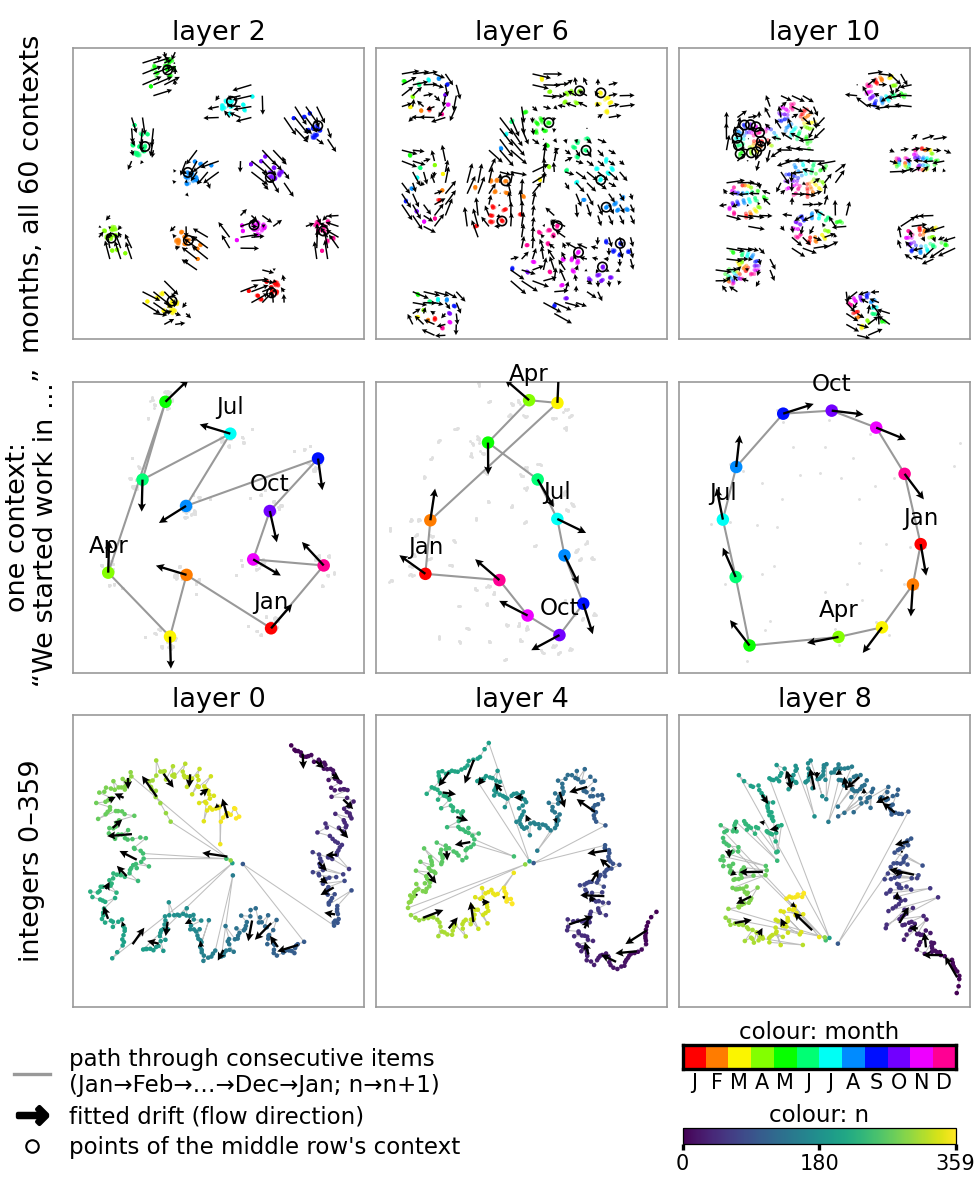 layer 2
layer 6
layer 10
months, all 60 contexts
one context:
“We started work in …”
Jul
Oct
Apr
Jan
Apr
Jul
Jan
Oct
Oct
Jul
Jan
Apr
layer 0
layer 4
layer 8
integers 0–359
path through consecutive items
(Jan→Feb→…→Dec→Jan; n→n+1)
fitted drift (flow direction)
points of the middle row's context
colour: month
J F M A M J J A S O N D
colour: n
0 180 359